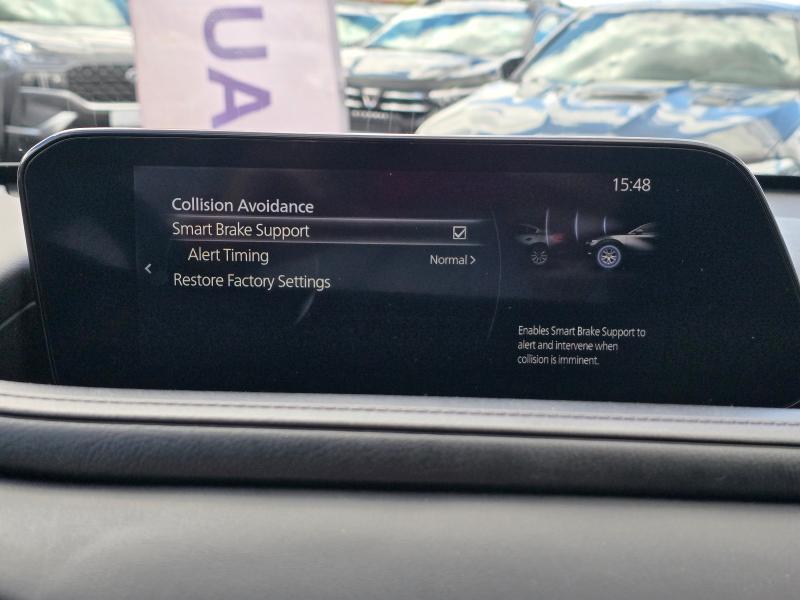 UA
15:48
Collision Avoidance
Smart Brake Support
Alert Timing
Normal >
Restore Factory Settings
<
Enables Smart Brake Support to
alert and intervene when
collision is imminent.